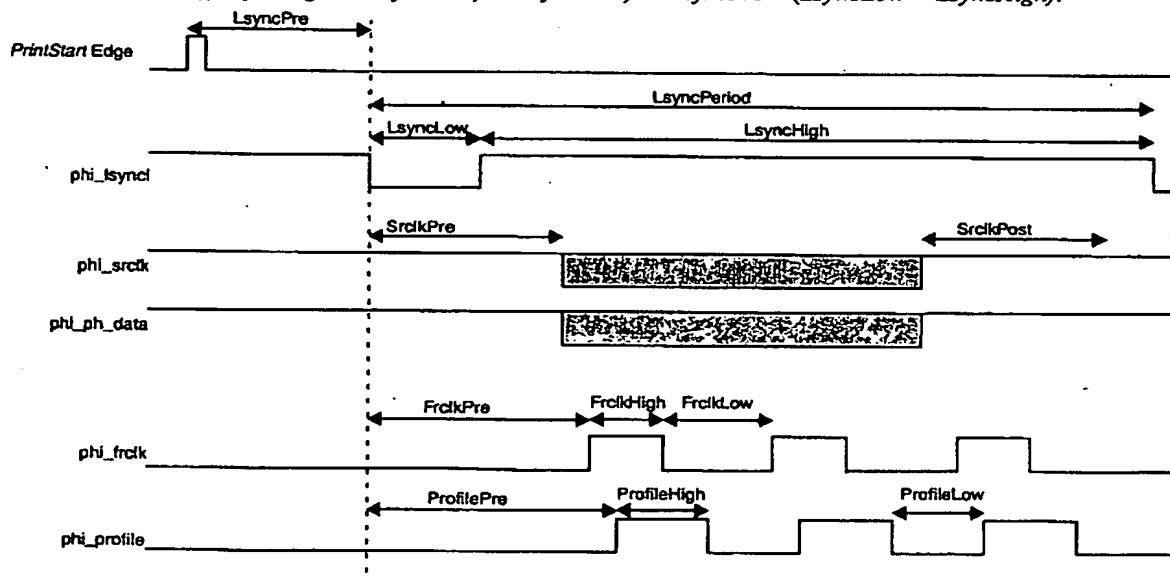 LsyncPre
PrintStart Edge
LsyncPeriod
LsyncLow LsyncHigh
phi_lsyncl
SrclkPre SrclkPost
phi_srclk
phi_ph_data
FrclkPre FrclkHigh FrclkLow
phi_frclk
ProfilePre ProfileHigh ProfileLow
phi_profile